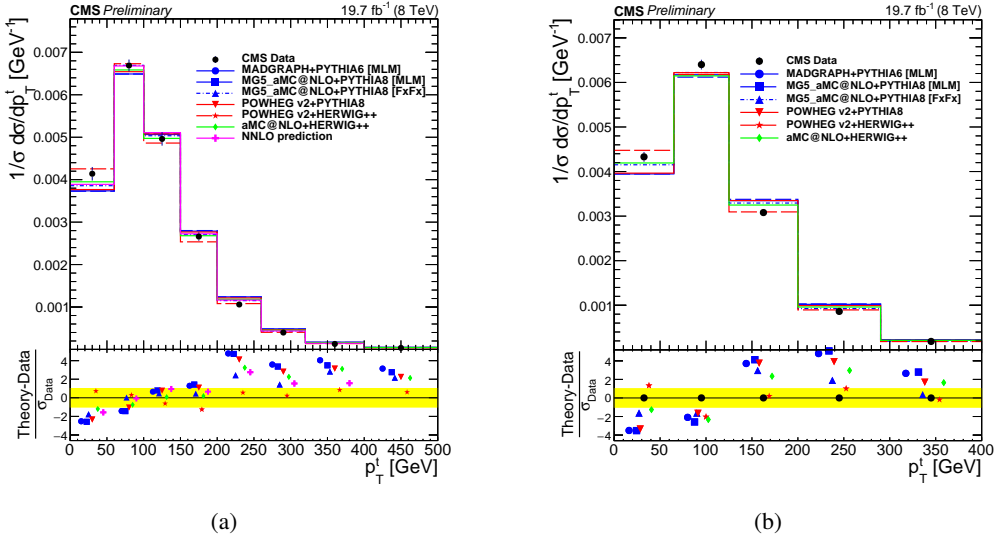 CMS Preliminary 19.7 fb⁻¹ (8 TeV)
1/σ dσ/dp_T^t [GeV⁻¹]
0.007
0.006
0.005
0.004
0.003
0.002
0.001
CMS Data
MADGRAPH+PYTHIA6 [MLM]
MG5_aMC@NLO+PYTHIA8 [MLM]
MG5_aMC@NLO+PYTHIA8 [FxFx]
POWHEG v2+PYTHIA8
POWHEG v2+HERWIG++
aMC@NLO+HERWIG++
NNLO prediction
Theory-Data
σ_Data
4
2
0
−2
−4
0 50 100 150 200 250 300 350 400 450 500
p_T^t [GeV]
(a)
CMS Preliminary 19.7 fb⁻¹ (8 TeV)
1/σ dσ/dp_T^t [GeV⁻¹]
0.007
0.006
0.005
0.004
0.003
0.002
0.001
CMS Data
MADGRAPH+PYTHIA6 [MLM]
MG5_aMC@NLO+PYTHIA8 [MLM]
MG5_aMC@NLO+PYTHIA8 [FxFx]
POWHEG v2+PYTHIA8
POWHEG v2+HERWIG++
aMC@NLO+HERWIG++
Theory-Data
σ_Data
4
2
0
−2
−4
0 50 100 150 200 250 300 350 400
p_T^t [GeV]
(b)